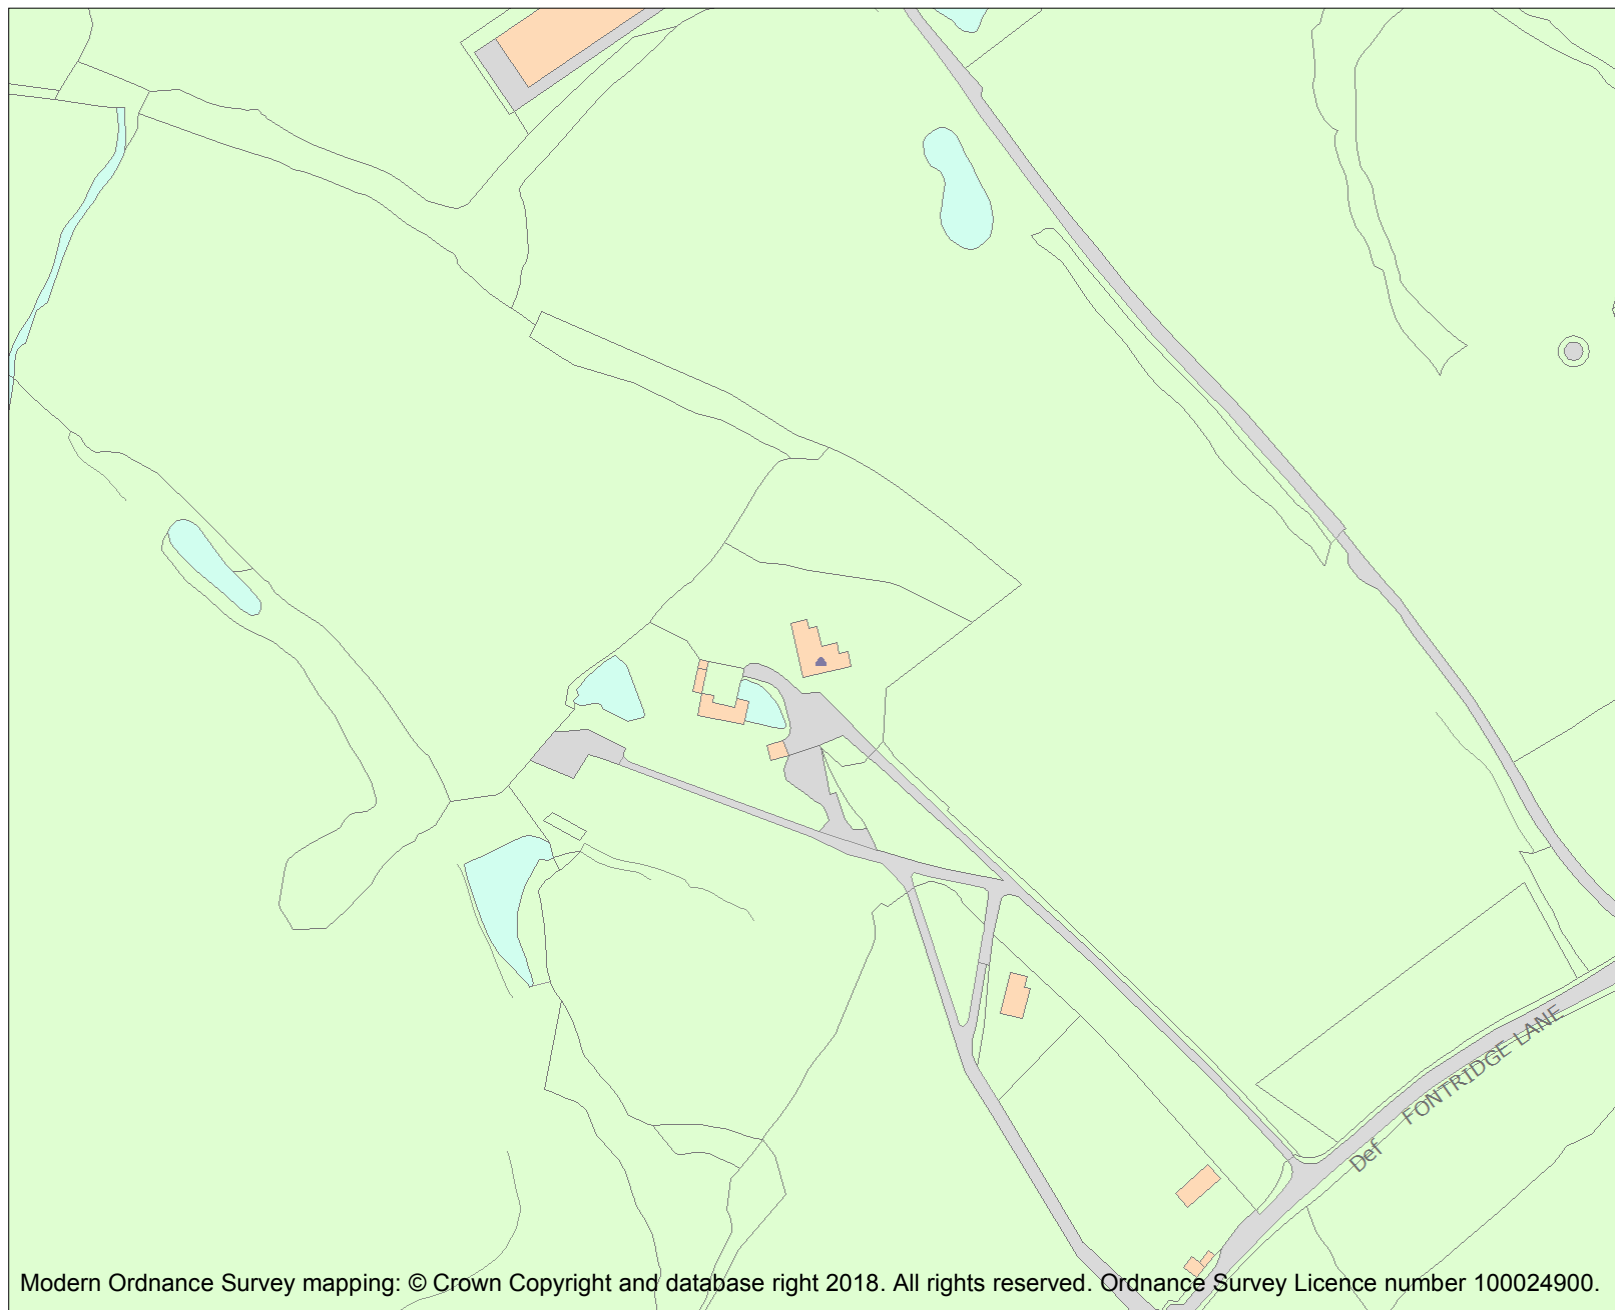 FONTRIDGE LANE
Def
Modern Ordnance Survey mapping: © Crown Copyright and database right 2018. All rights reserved. Ordnance Survey Licence number 100024900.